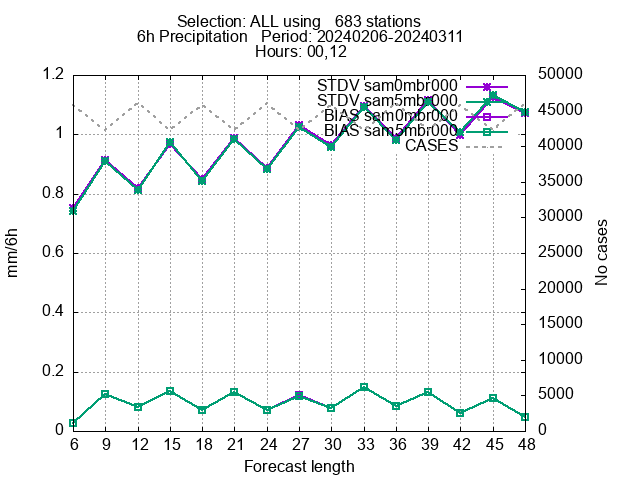 Selection: ALL using   683 stations
6h Precipitation   Period: 20240206-20240311
Hours: 00,12
STDV sam0mbr000
STDV sam5mbr000
BIAS sam0mbr000
BIAS sam5mbr000
CASES
1.2
1
0.8
0.6
0.4
0.2
0
mm/6h
50000
45000
40000
35000
30000
25000
20000
15000
10000
5000
0
No cases
6 9 12 15 18 21 24 27 30 33 36 39 42 45 48
Forecast length